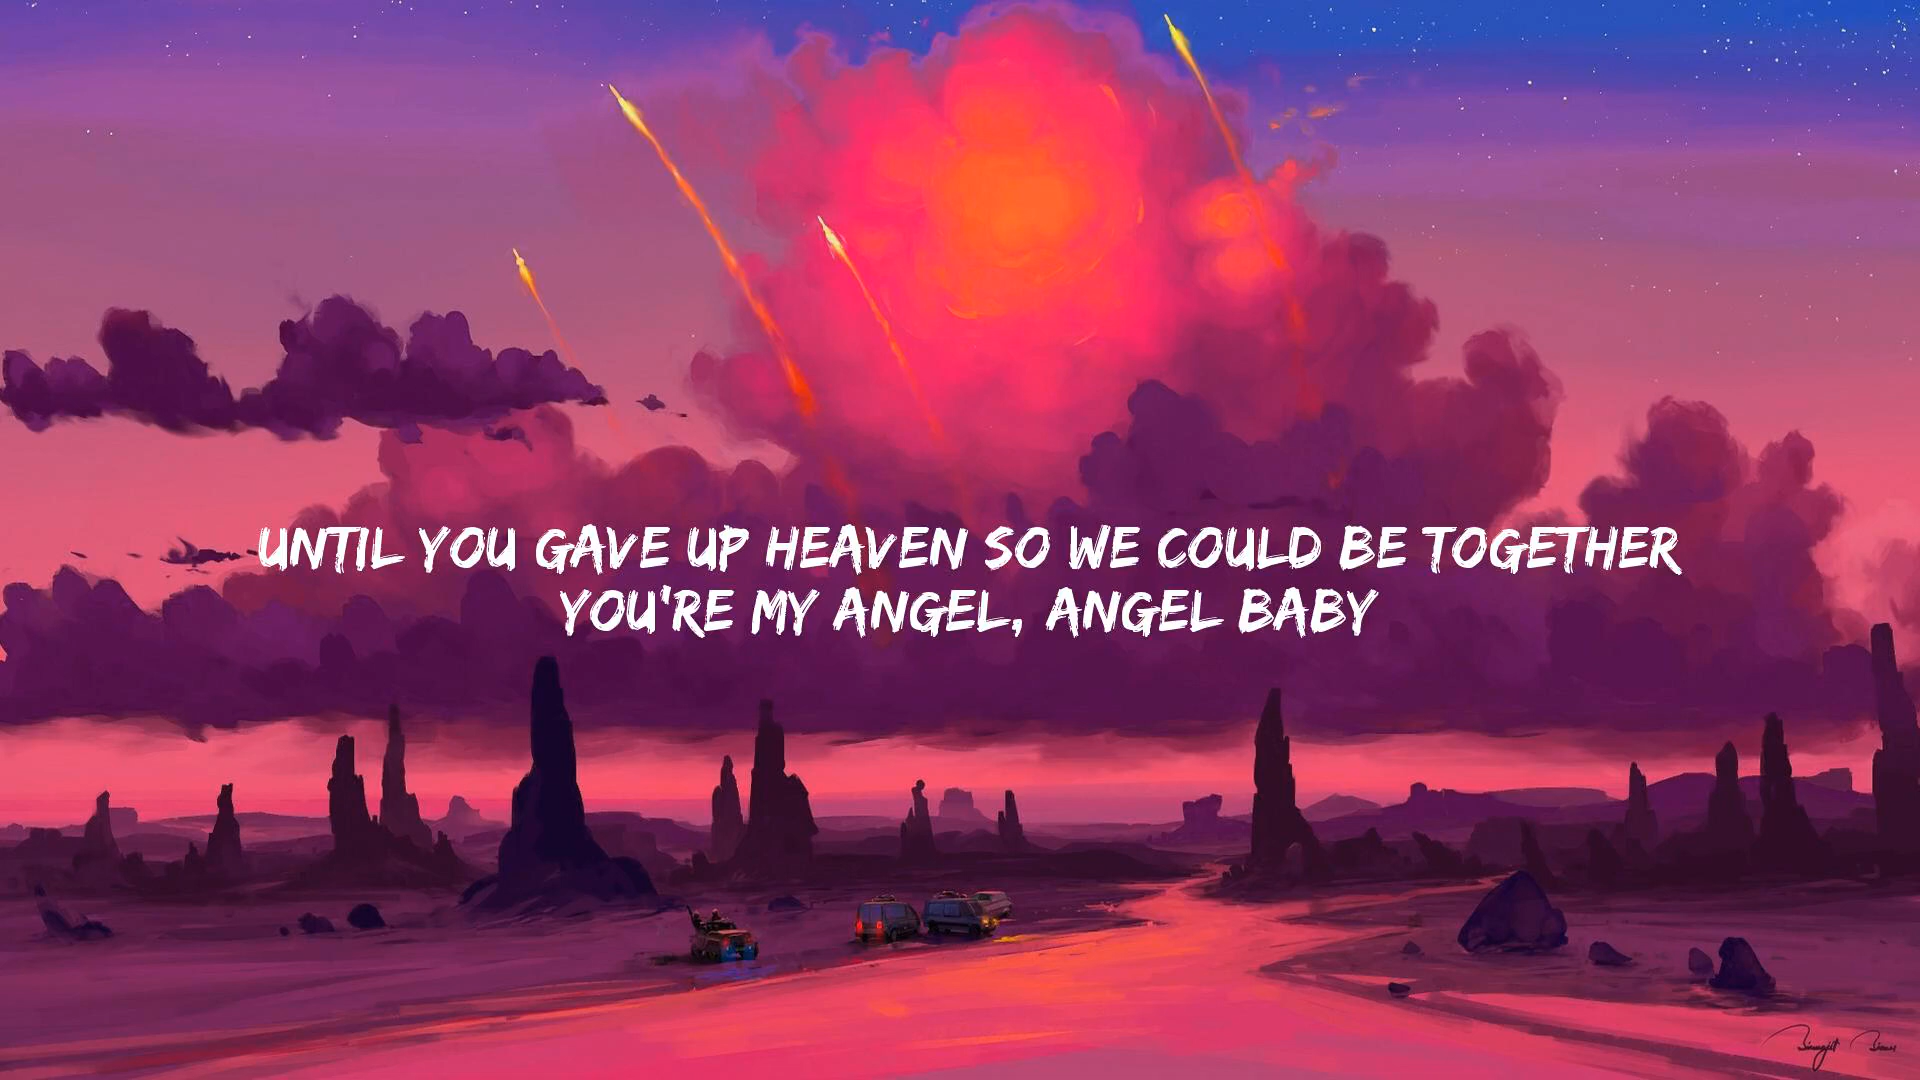 UNTIL YOU GAVE UP HEAVEN SO WE COULD BE TOGETHER
YOU'RE MY ANGEL, ANGEL BABY